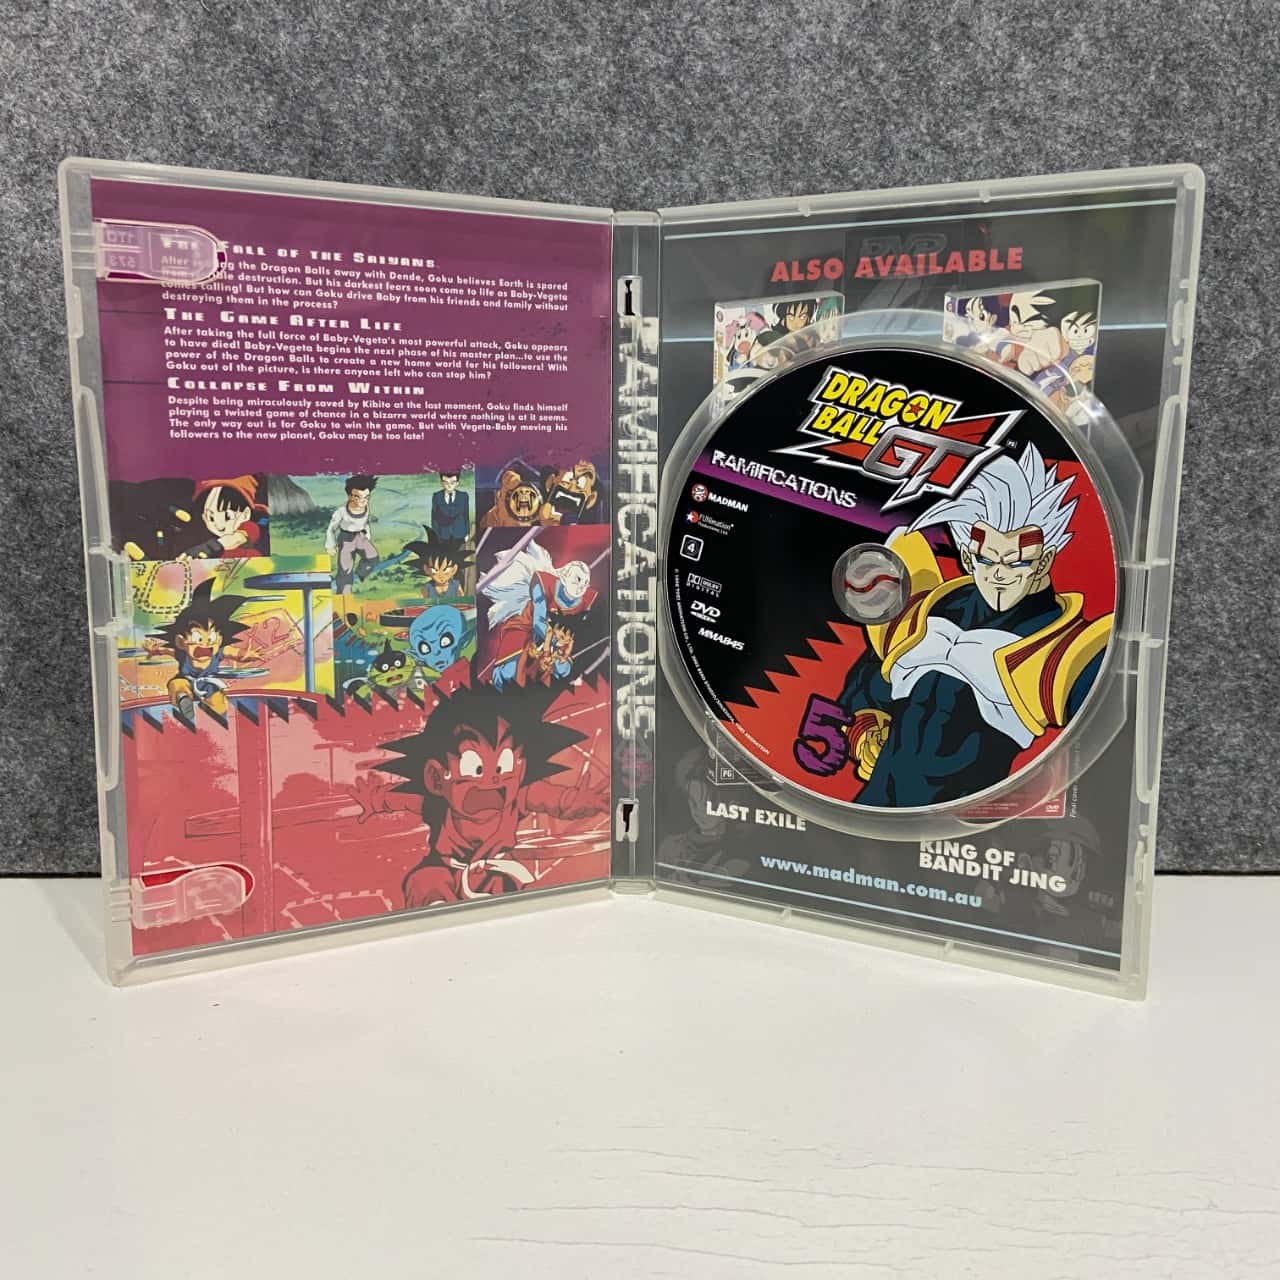 The Fall of the Saiyans
After the Dragon Balls away with Dende, Goku believes Earth is spared
from destruction. But his darkest fears soon come to life as Baby-Vegeta
comes calling! But how can Goku drive Baby from his friends and family without
destroying them in the process?
The Game After Life
After taking the full force of Baby-Vegeta's most powerful attack, Goku appears
to have died! Baby-Vegeta begins the next phase of his master plan...to use the
power of the Dragon Balls to create a new home world for his followers! With
Goku out of the picture, is there anyone left who can stop him?
Collapse From Within
Despite being miraculously saved by Kibito at the last moment, Goku finds himself
playing a twisted game of chance in a bizarre world where nothing is at it seems.
The only way out is for Goku to win the game. But with Vegeta-Baby moving his
followers to the new planet, Goku may be too late!
X2
RAMIFICATIONS
ALSO AVAILABLE
DRAGON
BALL GT
RAMIFICATIONS
MADMAN
FUNimation
4
DOLBY
DIGITAL
DVD
MMA845
5
PG
LAST EXILE
KING OF
BANDIT JING
www.madman.com.au